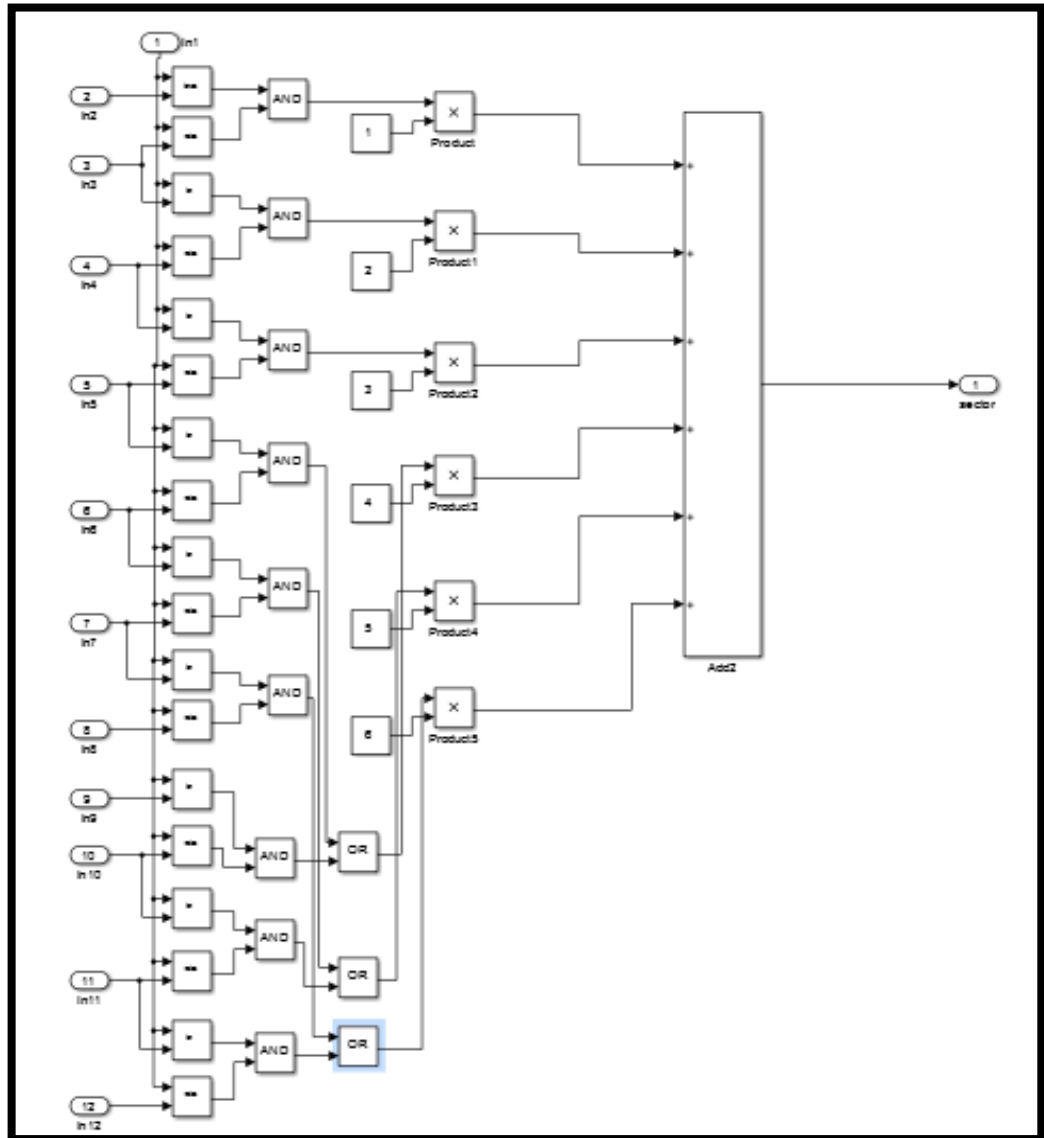 1 In1
2
In2
3
In3
4
In4
5
In5
6
In6
7
In7
8
In8
9
In9
10
In10
11
In11
12
In12
>
>
>
>
>
>
>
>
AND
AND
AND
AND
AND
AND
AND
AND
AND
OR
OR
OR
1
2
3
4
5
6
×
Product
×
Product1
×
Product2
×
Product3
×
Product4
×
Product5
+
+
+
+
+
+
Add2
1
sector